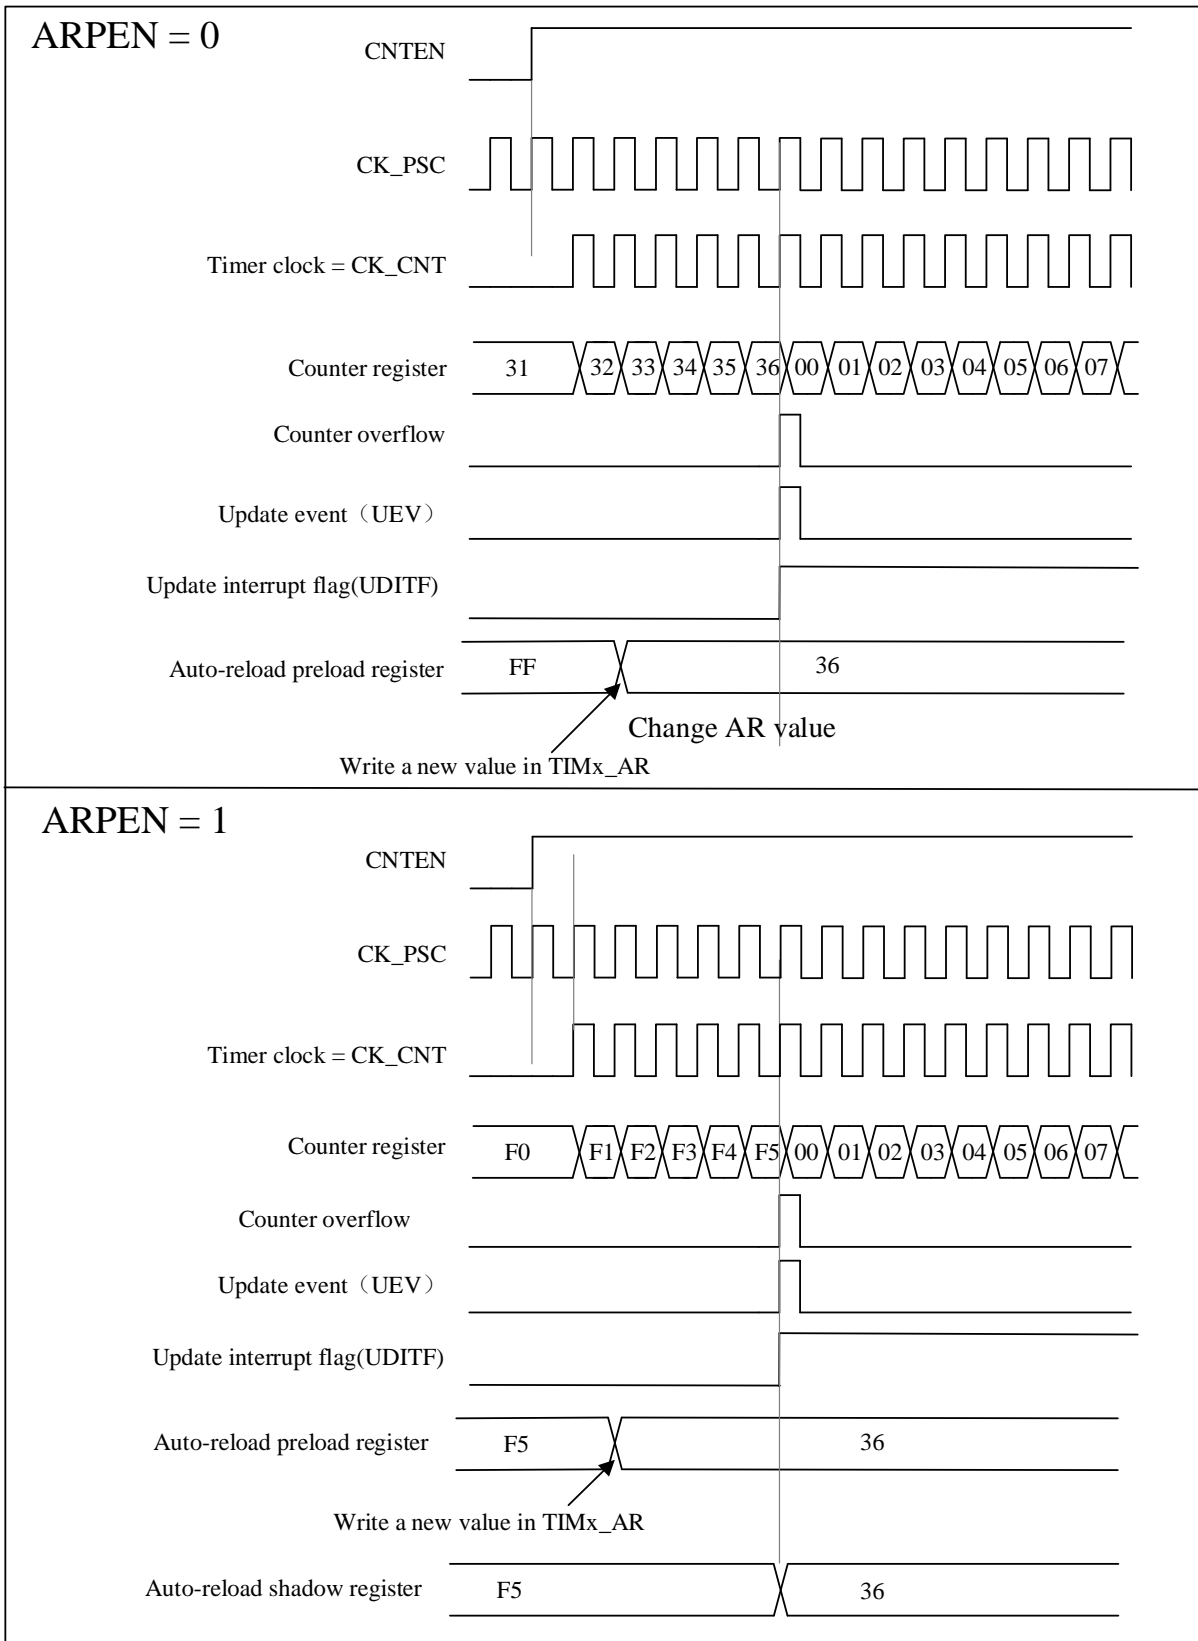 ARPEN = 0
CNTEN
CK_PSC
Timer clock = CK_CNT
Counter register 31 32 33 34 35 36 00 01 02 03 04 05 06 07
Counter overflow
Update event（UEV）
Update interrupt flag(UDITF)
Auto-reload preload register FF 36
Change AR value
Write a new value in TIMx_AR
ARPEN = 1
CNTEN
CK_PSC
Timer clock = CK_CNT
Counter register F0 F1 F2 F3 F4 F5 00 01 02 03 04 05 06 07
Counter overflow
Update event（UEV）
Update interrupt flag(UDITF)
Auto-reload preload register F5 36
Write a new value in TIMx_AR
Auto-reload shadow register F5 36